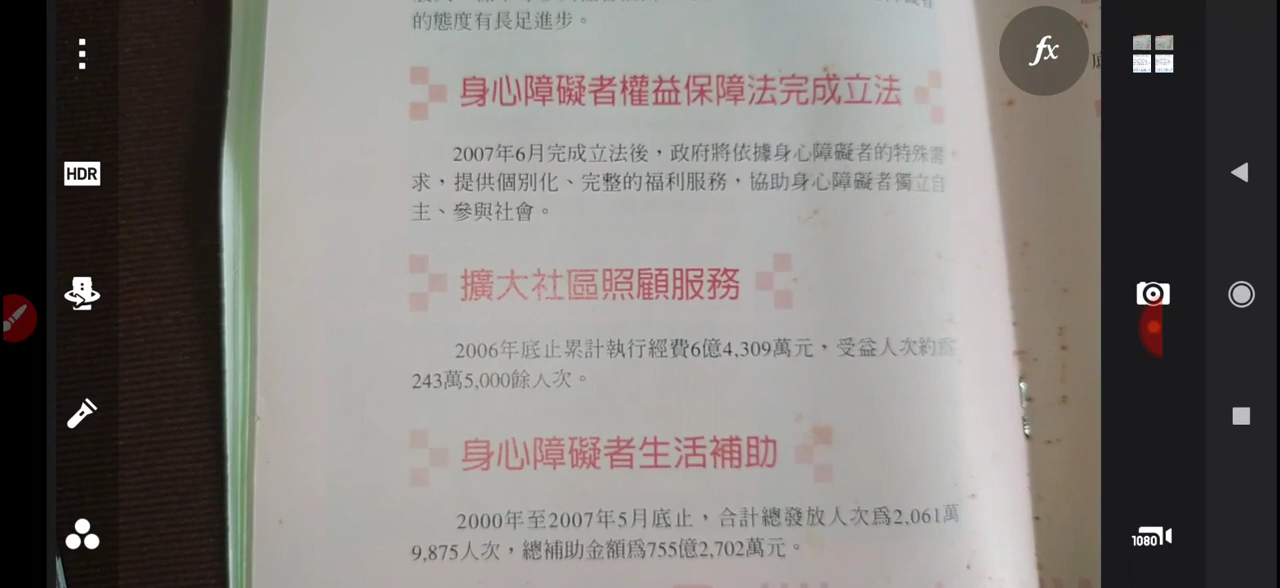 的態度有長足進步。
身心障礙者權益保障法完成立法
2007年6月完成立法後，政府將依據身心障礙者的特殊需
求，提供個別化、完整的福利服務，協助身心障礙者獨立自
主、參與社會。
擴大社區照顧服務
2006年底止累計執行經費6億4,309萬元，受益人次約為
243萬5,000餘人次。
身心障礙者生活補助
2000年至2007年5月底止，合計總發放人次為2,061萬
9,875人次，總補助金額為755億2,702萬元。
fx
HDR
1080